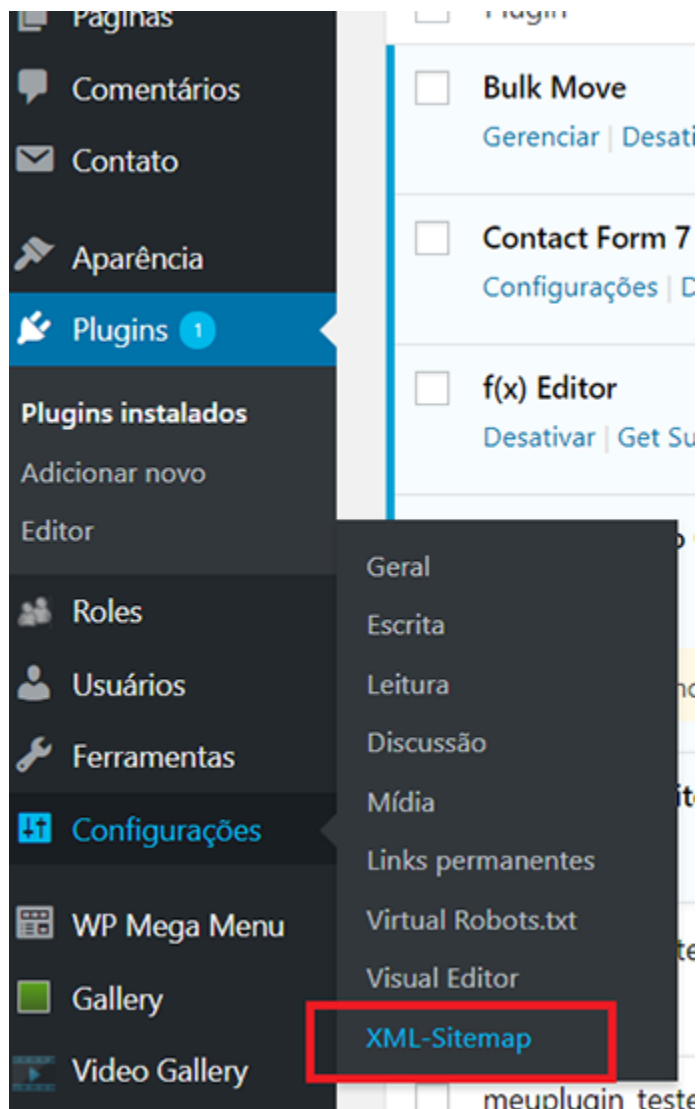 Páginas
Comentários
Contato
Aparência
Plugins 1
Plugins instalados
Adicionar novo
Editor
Roles
Usuários
Ferramentas
Configurações
WP Mega Menu
Gallery
Video Gallery
Geral
Escrita
Leitura
Discussão
Mídia
Links permanentes
Virtual Robots.txt
Visual Editor
XML-Sitemap
Plugin
Bulk Move
Gerenciar | Desati
Contact Form 7
Configurações | D
f(x) Editor
Desativar | Get Su
meuplugin_teste